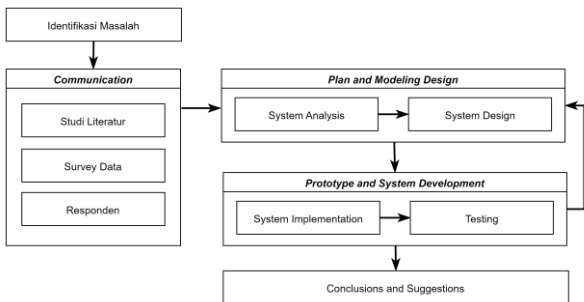 Identifikasi Masalah
Communication
Studi Literatur
Survey Data
Responden
Plan and Modeling Design
System Analysis
System Design
Prototype and System Development
System Implementation
Testing
Conclusions and Suggestions